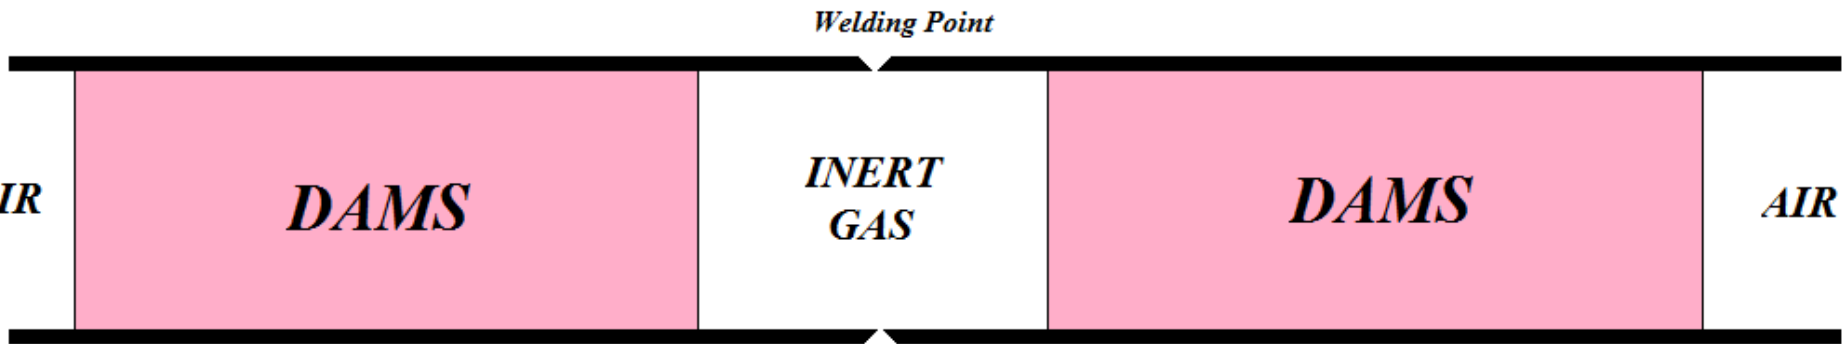 Welding Point
IR
DAMS
INERT
GAS
DAMS
AIR